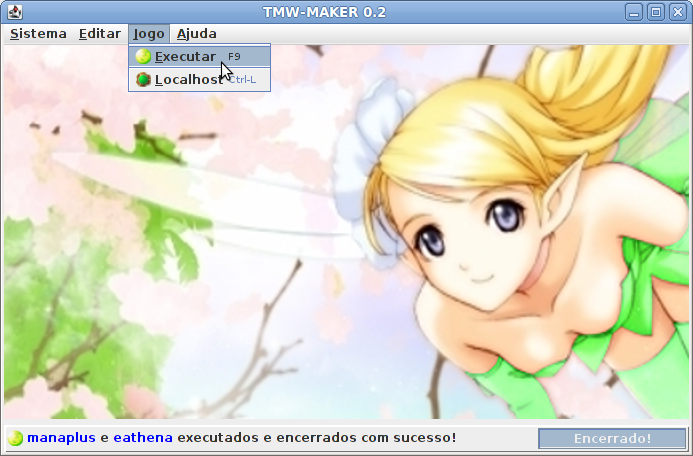 TMW-MAKER 0.2
Sistema Editar Jogo Ajuda
Executar F9
Localhost Ctrl-L
manaplus e eathena executados e encerrados com sucesso! Encerrado!